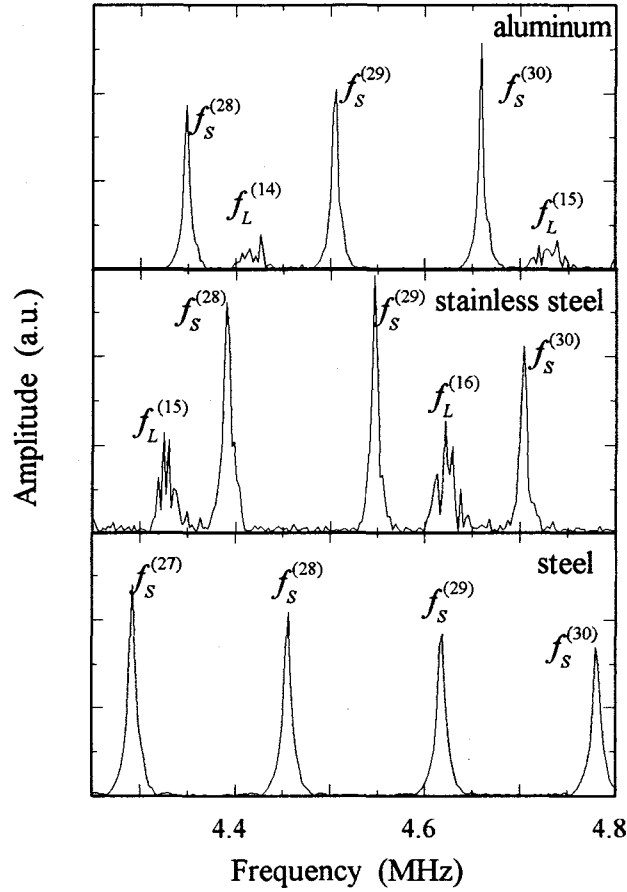 aluminum
f_S^(28)
f_S^(29)
f_S^(30)
f_L^(14)
f_L^(15)
stainless steel
f_S^(28)
f_S^(29)
f_S^(30)
f_L^(15)
f_L^(16)
steel
f_S^(27)
f_S^(28)
f_S^(29)
f_S^(30)
Amplitude (a.u.)
4.4 4.6 4.8
Frequency (MHz)